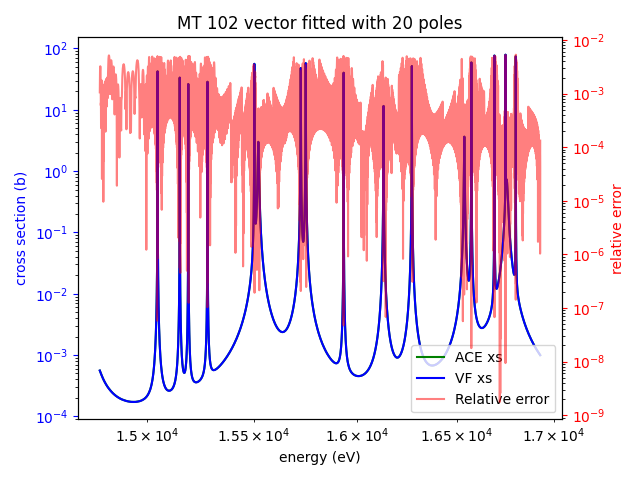 MT 102 vector fitted with 20 poles
10²
10¹
10⁰
10⁻¹
10⁻²
10⁻³
10⁻⁴
cross section (b)
10⁻²
10⁻³
10⁻⁴
10⁻⁵
10⁻⁶
10⁻⁷
10⁻⁸
10⁻⁹
relative error
ACE xs
VF xs
Relative error
1.5 × 10⁴ 1.55 × 10⁴ 1.6 × 10⁴ 1.65 × 10⁴ 1.7 × 10⁴
energy (eV)